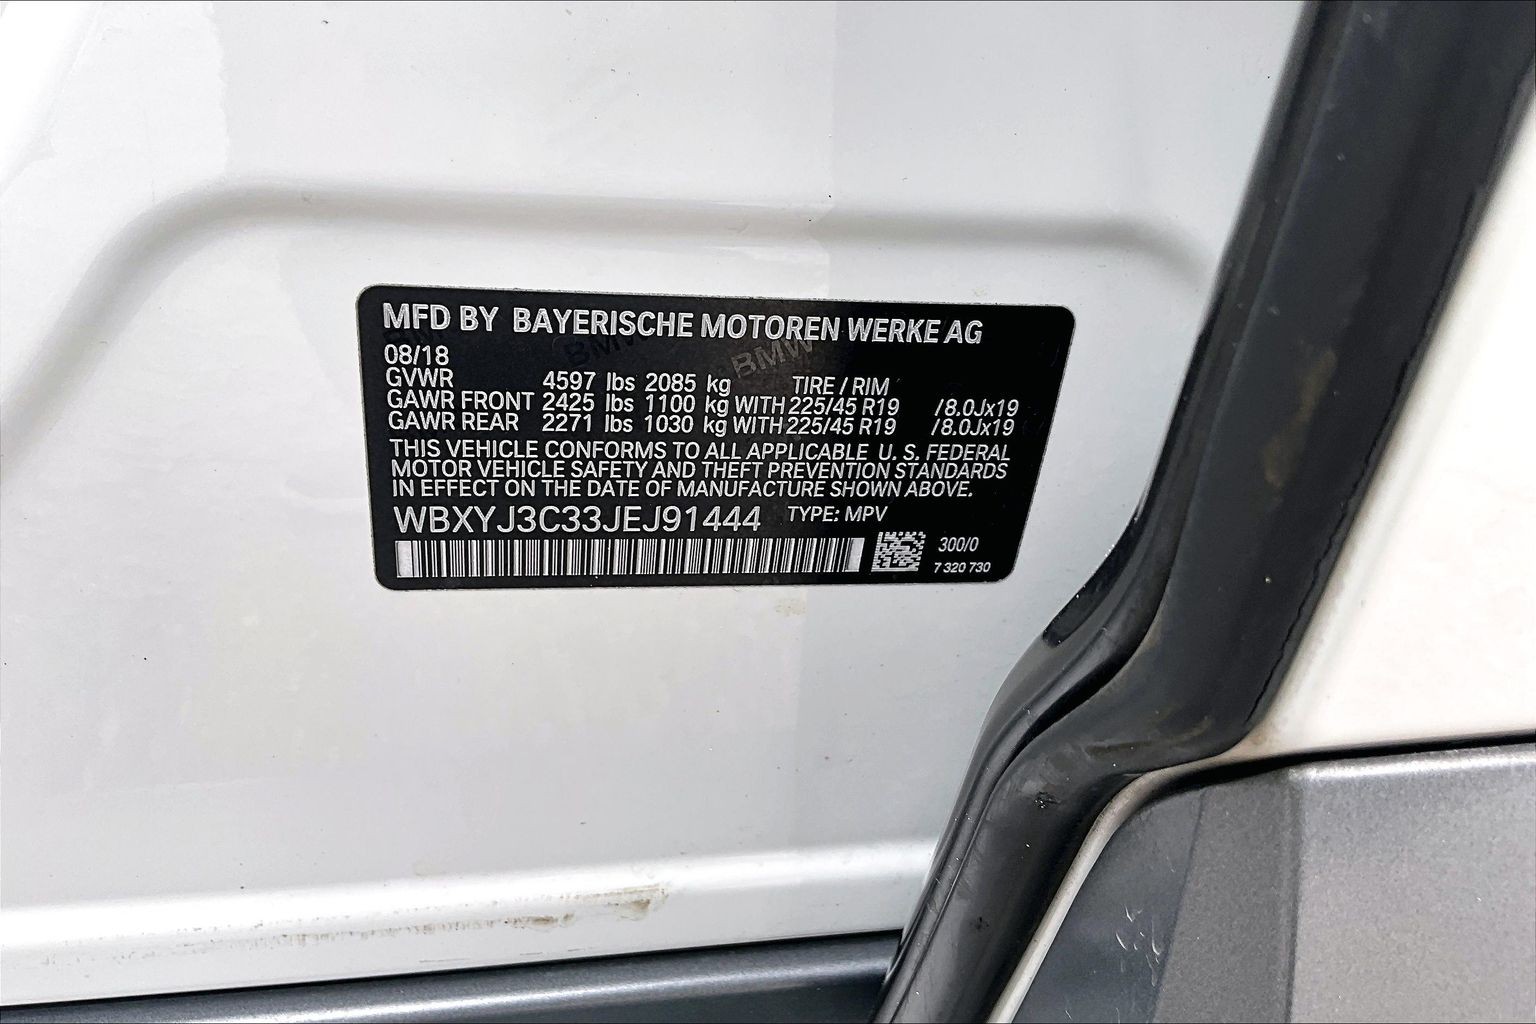 MFD BY BAYERISCHE MOTOREN WERKE AG
08/18
GVWR 4597 lbs 2085 kg TIRE / RIM
GAWR FRONT 2425 lbs 1100 kg WITH 225/45 R19 /8.0Jx19
GAWR REAR 2271 lbs 1030 kg WITH 225/45 R19 /8.0Jx19
THIS VEHICLE CONFORMS TO ALL APPLICABLE U. S. FEDERAL
MOTOR VEHICLE SAFETY AND THEFT PREVENTION STANDARDS
IN EFFECT ON THE DATE OF MANUFACTURE SHOWN ABOVE.
WBXYJ3C33JEJ91444 TYPE: MPV
300/0
7 320 730
BMW
BMW